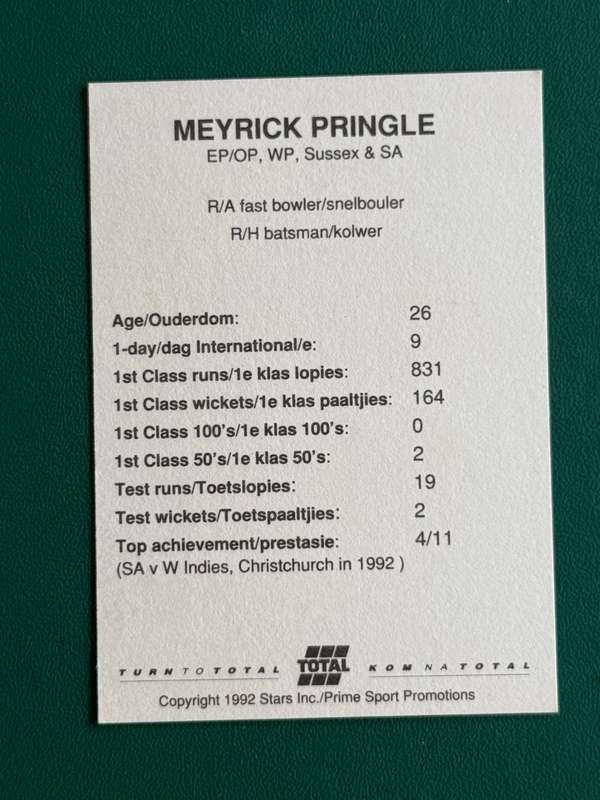 MEYRICK PRINGLE
EP/OP, WP, Sussex & SA
R/A fast bowler/snelbouler
R/H batsman/kolwer
Age/Ouderdom: 26
1-day/dag International/e: 9
1st Class runs/1e klas lopies: 831
1st Class wickets/1e klas paaltjies: 164
1st Class 100's/1e klas 100's: 0
1st Class 50's/1e klas 50's: 2
Test runs/Toetslopies: 19
Test wickets/Toetspaaltjies: 2
Top achievement/prestasie: 4/11
(SA v W Indies, Christchurch in 1992 )
TURN TO TOTAL TOTAL KOM NA TOTAL
Copyright 1992 Stars Inc./Prime Sport Promotions